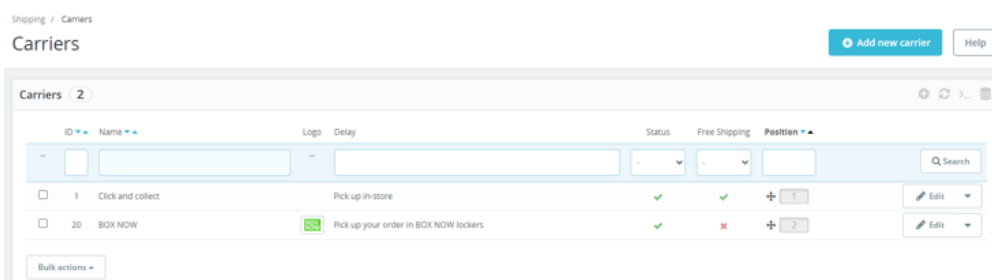 Shipping / Carriers
Carriers
Add new carrier
Help
Carriers 2
ID Name Logo Delay Status Free Shipping Position
-- -- - - Search
1 Click and collect Pick up in-store 1 Edit
20 BOX NOW BOX NOW Pick up your order in BOX NOW lockers 2 Edit
Bulk actions